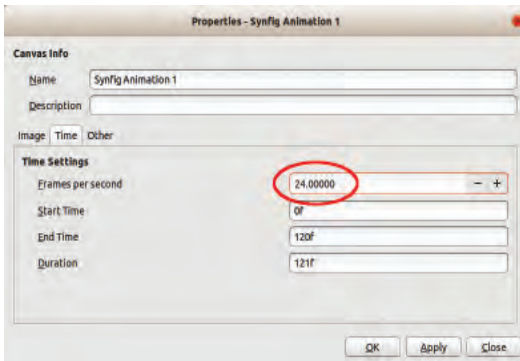 Properties - Synfig Animation 1
Canvas Info
Name Synfig Animation 1
Description
Image Time Other
Time Settings
Frames per second 24.00000 - +
Start Time 0f
End Time 120f
Duration 121f
OK Apply Close